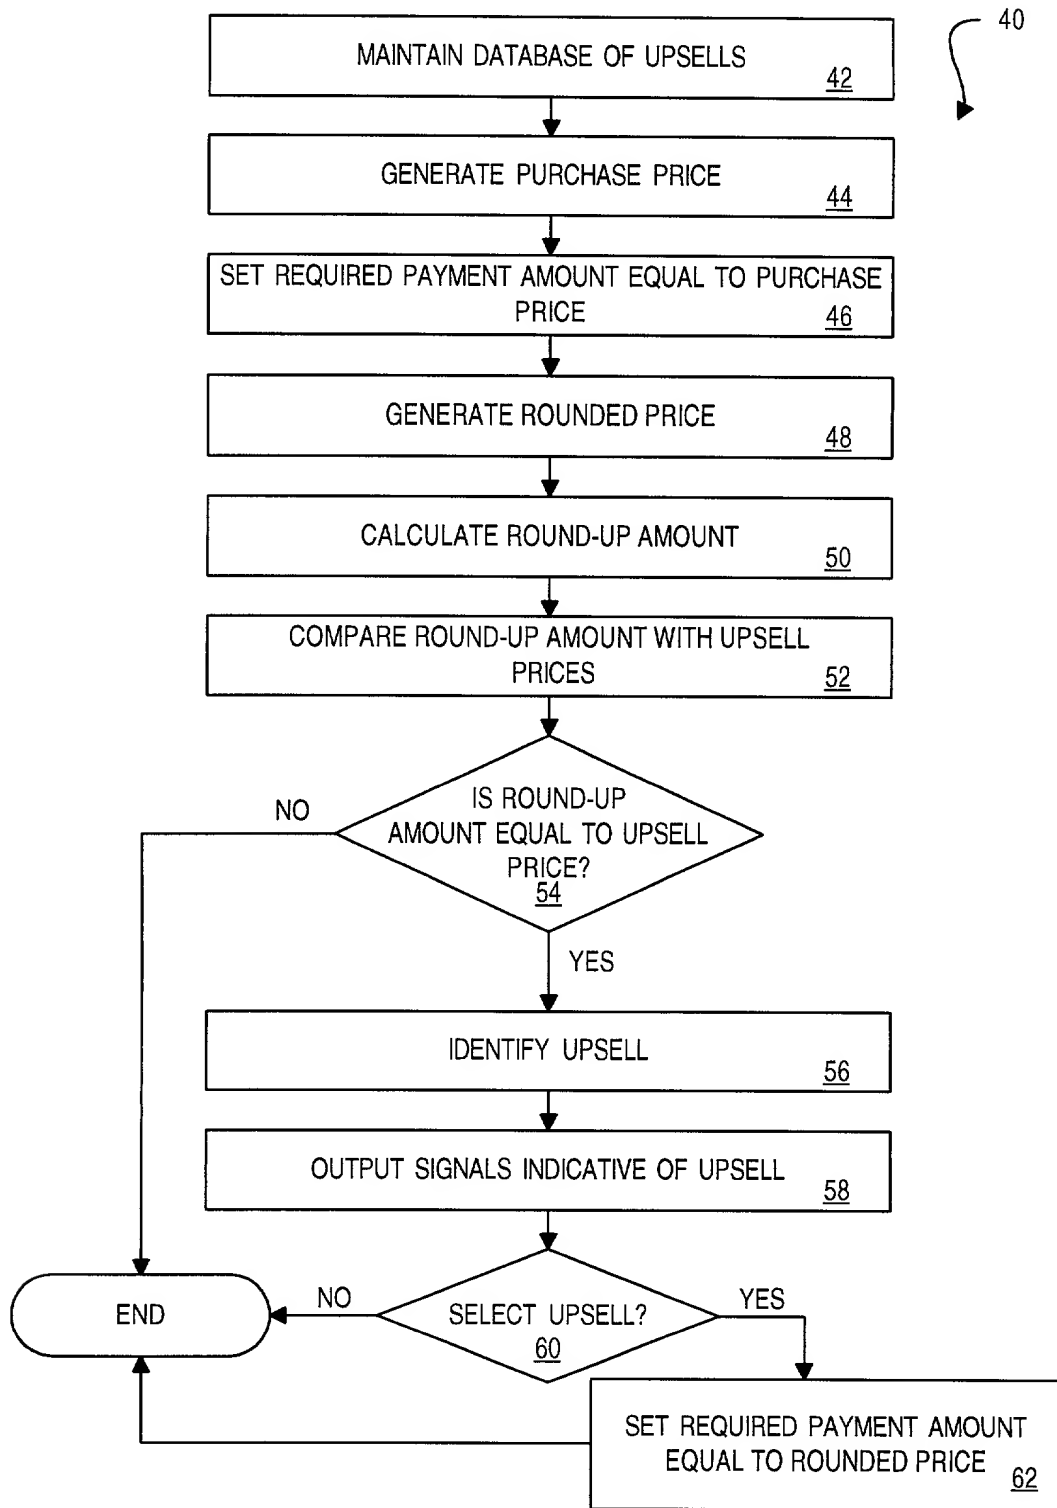 40
MAINTAIN DATABASE OF UPSELLS
42
GENERATE PURCHASE PRICE
44
SET REQUIRED PAYMENT AMOUNT EQUAL TO PURCHASE
PRICE
46
GENERATE ROUNDED PRICE
48
CALCULATE ROUND-UP AMOUNT
50
COMPARE ROUND-UP AMOUNT WITH UPSELL
PRICES
52
IS ROUND-UP
AMOUNT EQUAL TO UPSELL
PRICE?
54
NO
YES
IDENTIFY UPSELL
56
OUTPUT SIGNALS INDICATIVE OF UPSELL
58
SELECT UPSELL?
60
NO
YES
END
SET REQUIRED PAYMENT AMOUNT
EQUAL TO ROUNDED PRICE
62